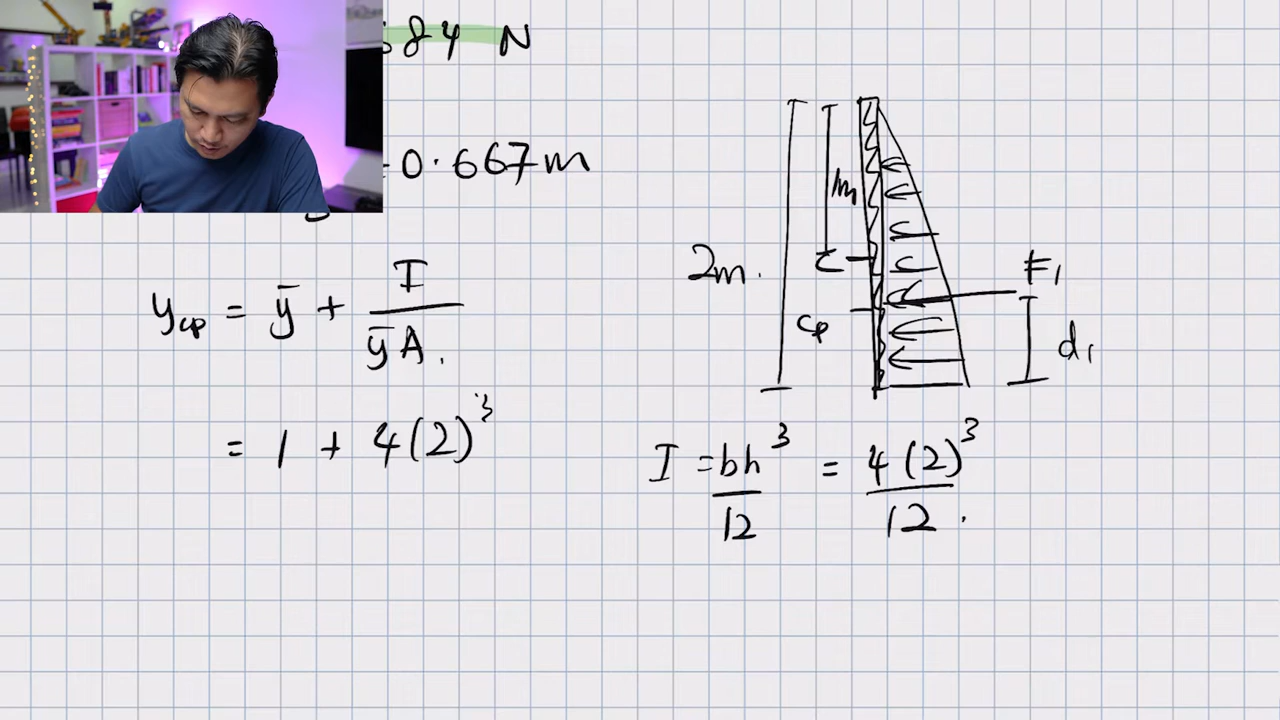 84 N
0.667m
ycp = ȳ + I / ȳA.
= 1 + 4(2)³
2m.
1m
C
cp
F1
d1
I = bh³ / 12 = 4(2)³ / 12.